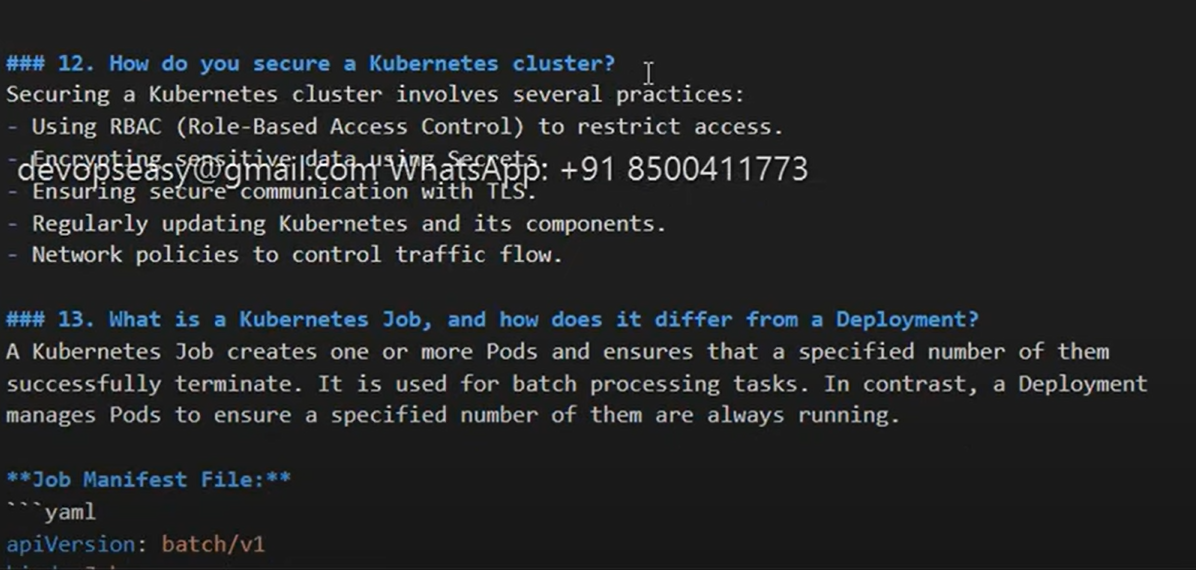 ### 12. How do you secure a Kubernetes cluster?
Securing a Kubernetes cluster involves several practices:
- Using RBAC (Role-Based Access Control) to restrict access.
- Encrypting sensitive data using Secrets.
devopseasy@gmail.com WhatsApp: +91 8500411773
- Ensuring secure communication with TLS.
- Regularly updating Kubernetes and its components.
- Network policies to control traffic flow.
### 13. What is a Kubernetes Job, and how does it differ from a Deployment?
A Kubernetes Job creates one or more Pods and ensures that a specified number of them
successfully terminate. It is used for batch processing tasks. In contrast, a Deployment
manages Pods to ensure a specified number of them are always running.
**Job Manifest File:**
```yaml
apiVersion: batch/v1